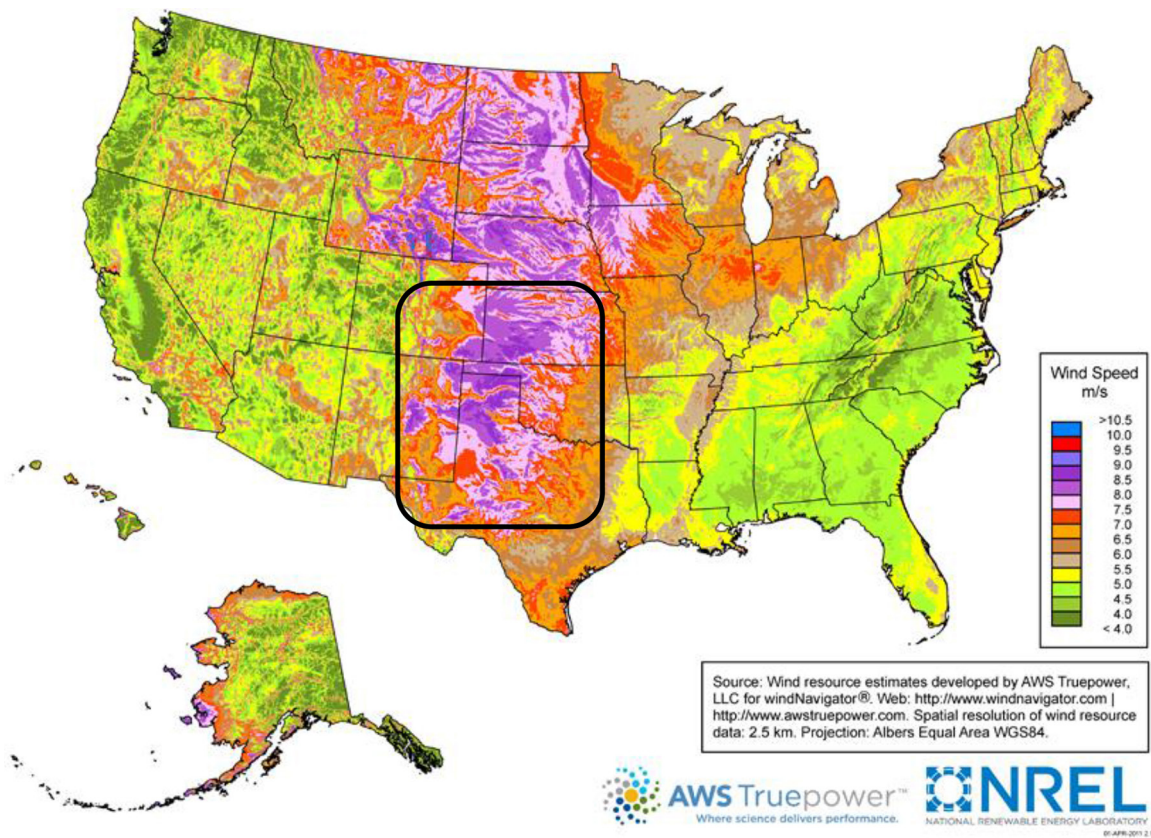 Wind Speed
m/s
>10.5
10.0
9.5
9.0
8.5
8.0
7.5
7.0
6.5
6.0
5.5
5.0
4.5
4.0
< 4.0
Source: Wind resource estimates developed by AWS Truepower,
LLC for windNavigator®. Web: http://www.windnavigator.com |
http://www.awstruepower.com. Spatial resolution of wind resource
data: 2.5 km. Projection: Albers Equal Area WGS84.
AWS Truepower™
Where science delivers performance.
NREL
NATIONAL RENEWABLE ENERGY LABORATORY